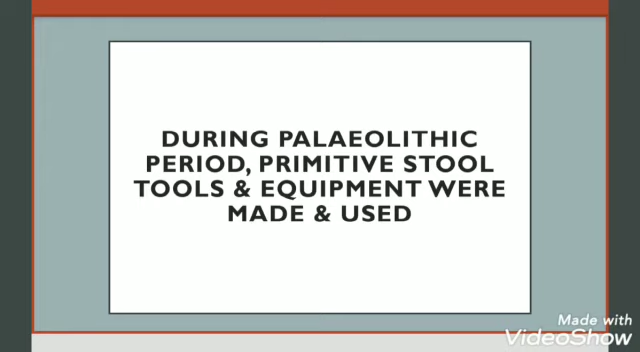 DURING PALAEOLITHIC
PERIOD, PRIMITIVE STOOL
TOOLS & EQUIPMENT WERE
MADE & USED
Made with
VideoShow